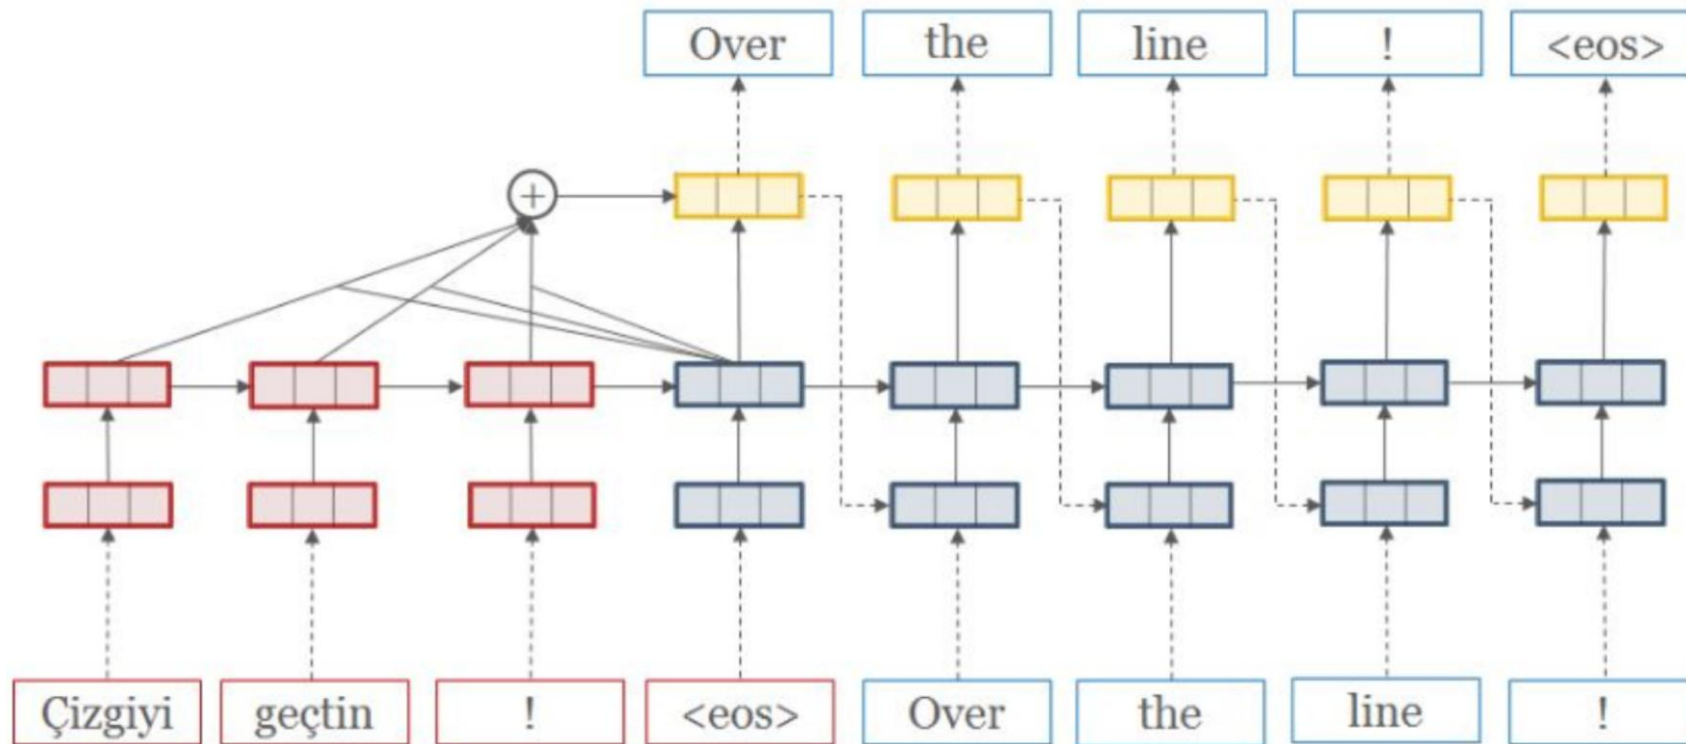 Over the line ! <eos>
+
Çizgiyi geçtin ! <eos> Over the line !